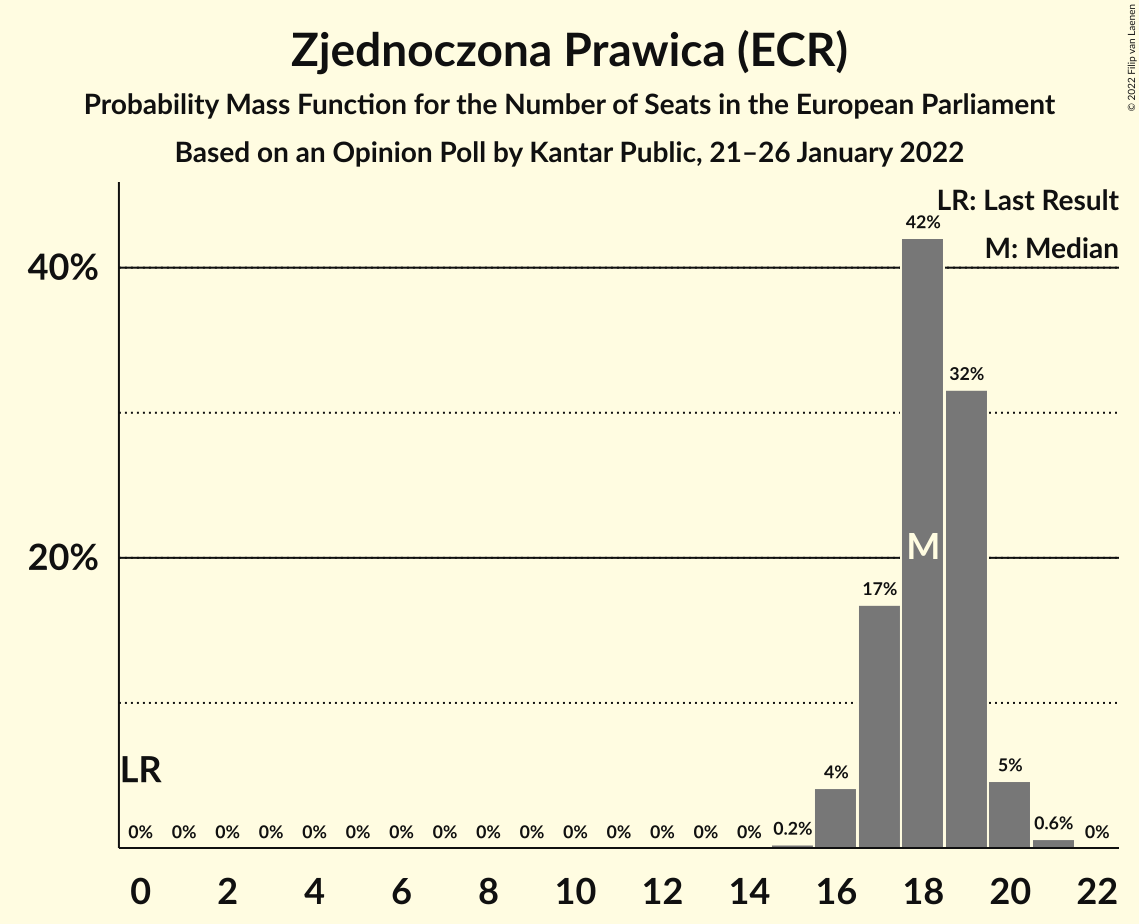 Zjednoczona Prawica (ECR)
Probability Mass Function for the Number of Seats in the European Parliament
Based on an Opinion Poll by Kantar Public, 21–26 January 2022
© 2022 Filip van Laenen
LR: Last Result
M: Median
40%
20%
LR
M
0% 0% 0% 0% 0% 0% 0% 0% 0% 0% 0% 0% 0% 0% 0% 0.2% 4% 17% 42% 32% 5% 0.6% 0%
0 2 4 6 8 10 12 14 16 18 20 22